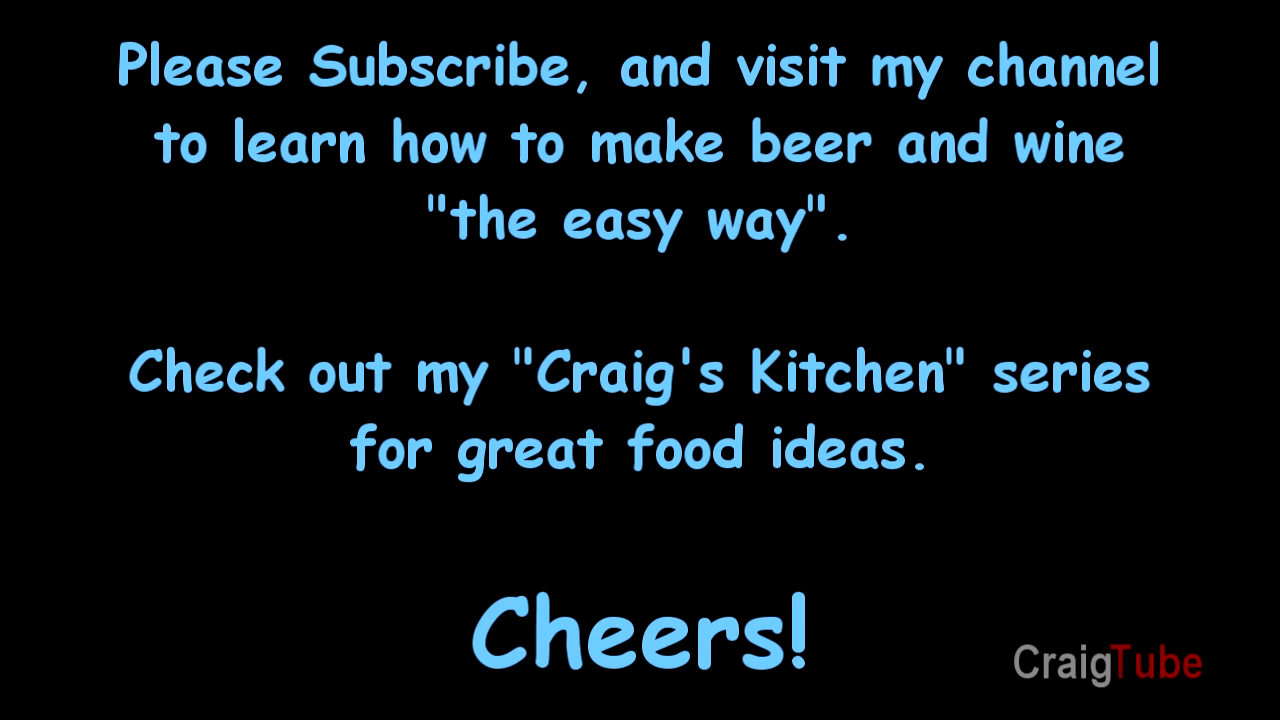 Please Subscribe, and visit my channel
to learn how to make beer and wine
"the easy way".
Check out my "Craig's Kitchen" series
for great food ideas.
Cheers!
CraigTube